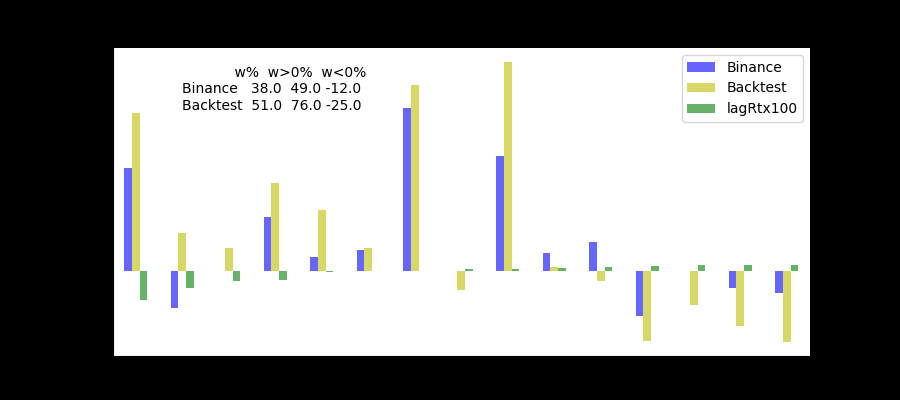 w% w>0% w<0%
Binance 38.0 49.0 -12.0
Backtest 51.0 76.0 -25.0
Binance
Backtest
lagRtx100